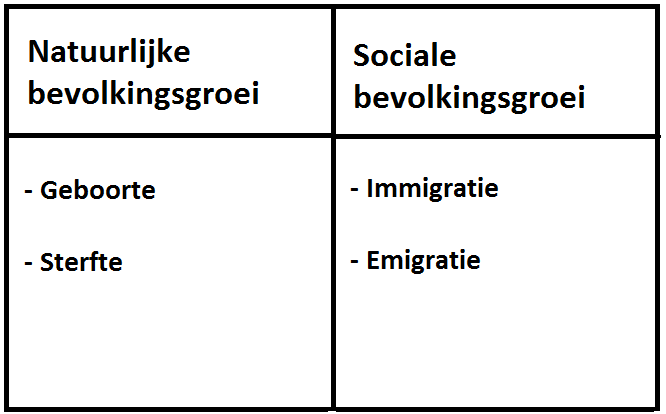 Natuurlijke
bevolkingsgroei
Sociale
bevolkingsgroei
- Geboorte
- Sterfte
- Immigratie
- Emigratie